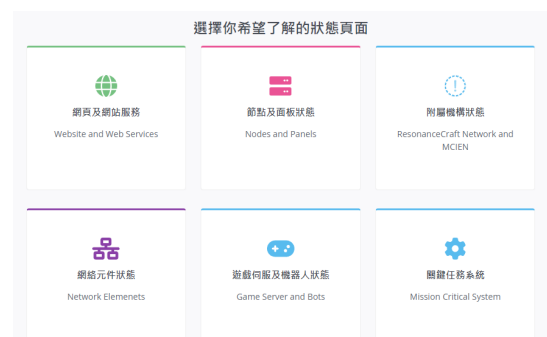 選擇你希望了解的狀態頁面
網頁及網站服務
Website and Web Services
節點及面板狀態
Nodes and Panels
附屬機構狀態
ResonanceCraft Network and
MCIEN
網絡元件狀態
Network Elemenets
遊戲伺服及機器人狀態
Game Server and Bots
關鍵任務系統
Mission Critical System